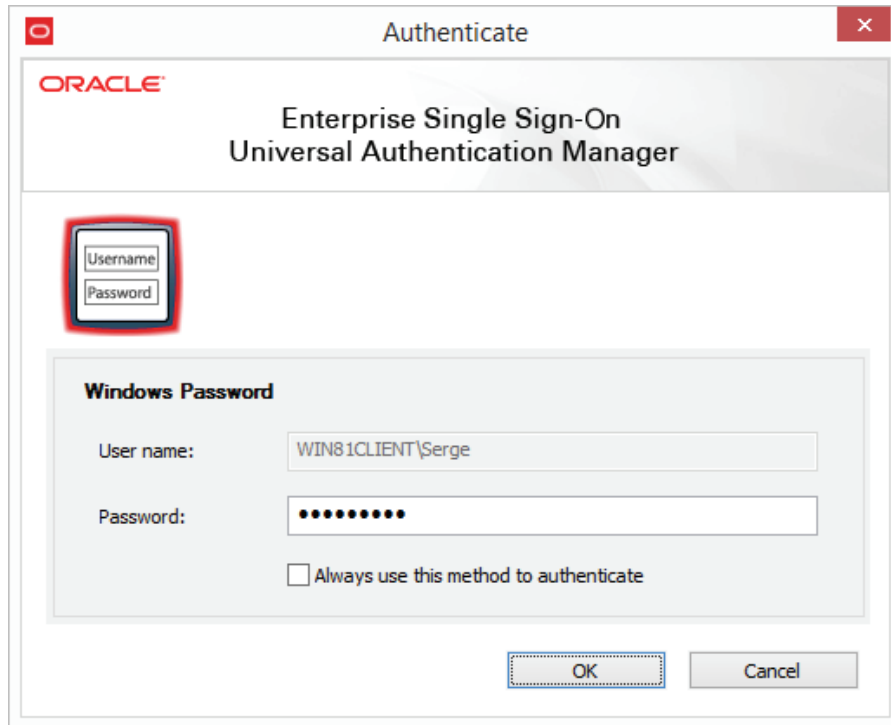 Authenticate
ORACLE
Enterprise Single Sign-On
Universal Authentication Manager
Username
Password
Windows Password
User name: WIN81CLIENT\Serge
Password: •••••••••
Always use this method to authenticate
OK Cancel